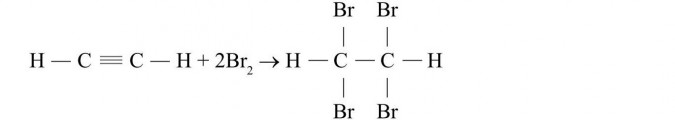 Br Br
| |
H — C ≡ C — H + 2Br₂ → H — C — C — H
| |
Br Br